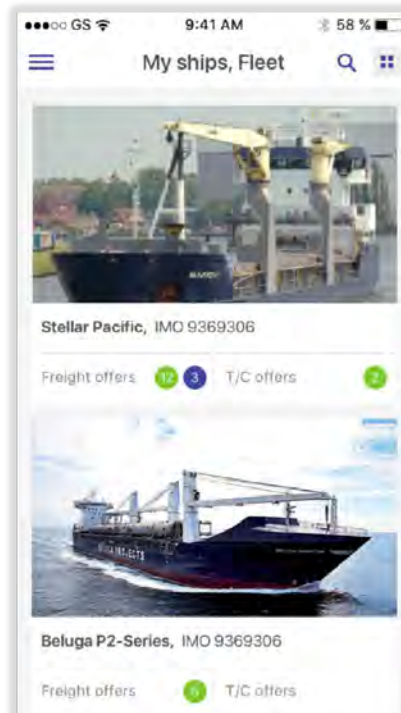 GS 9:41 AM 58 %
My ships, Fleet
Stellar Pacific, IMO 9369306
Freight offers 12 3 T/C offers 2
Beluga P2-Series, IMO 9369306
Freight offers 6 T/C offers